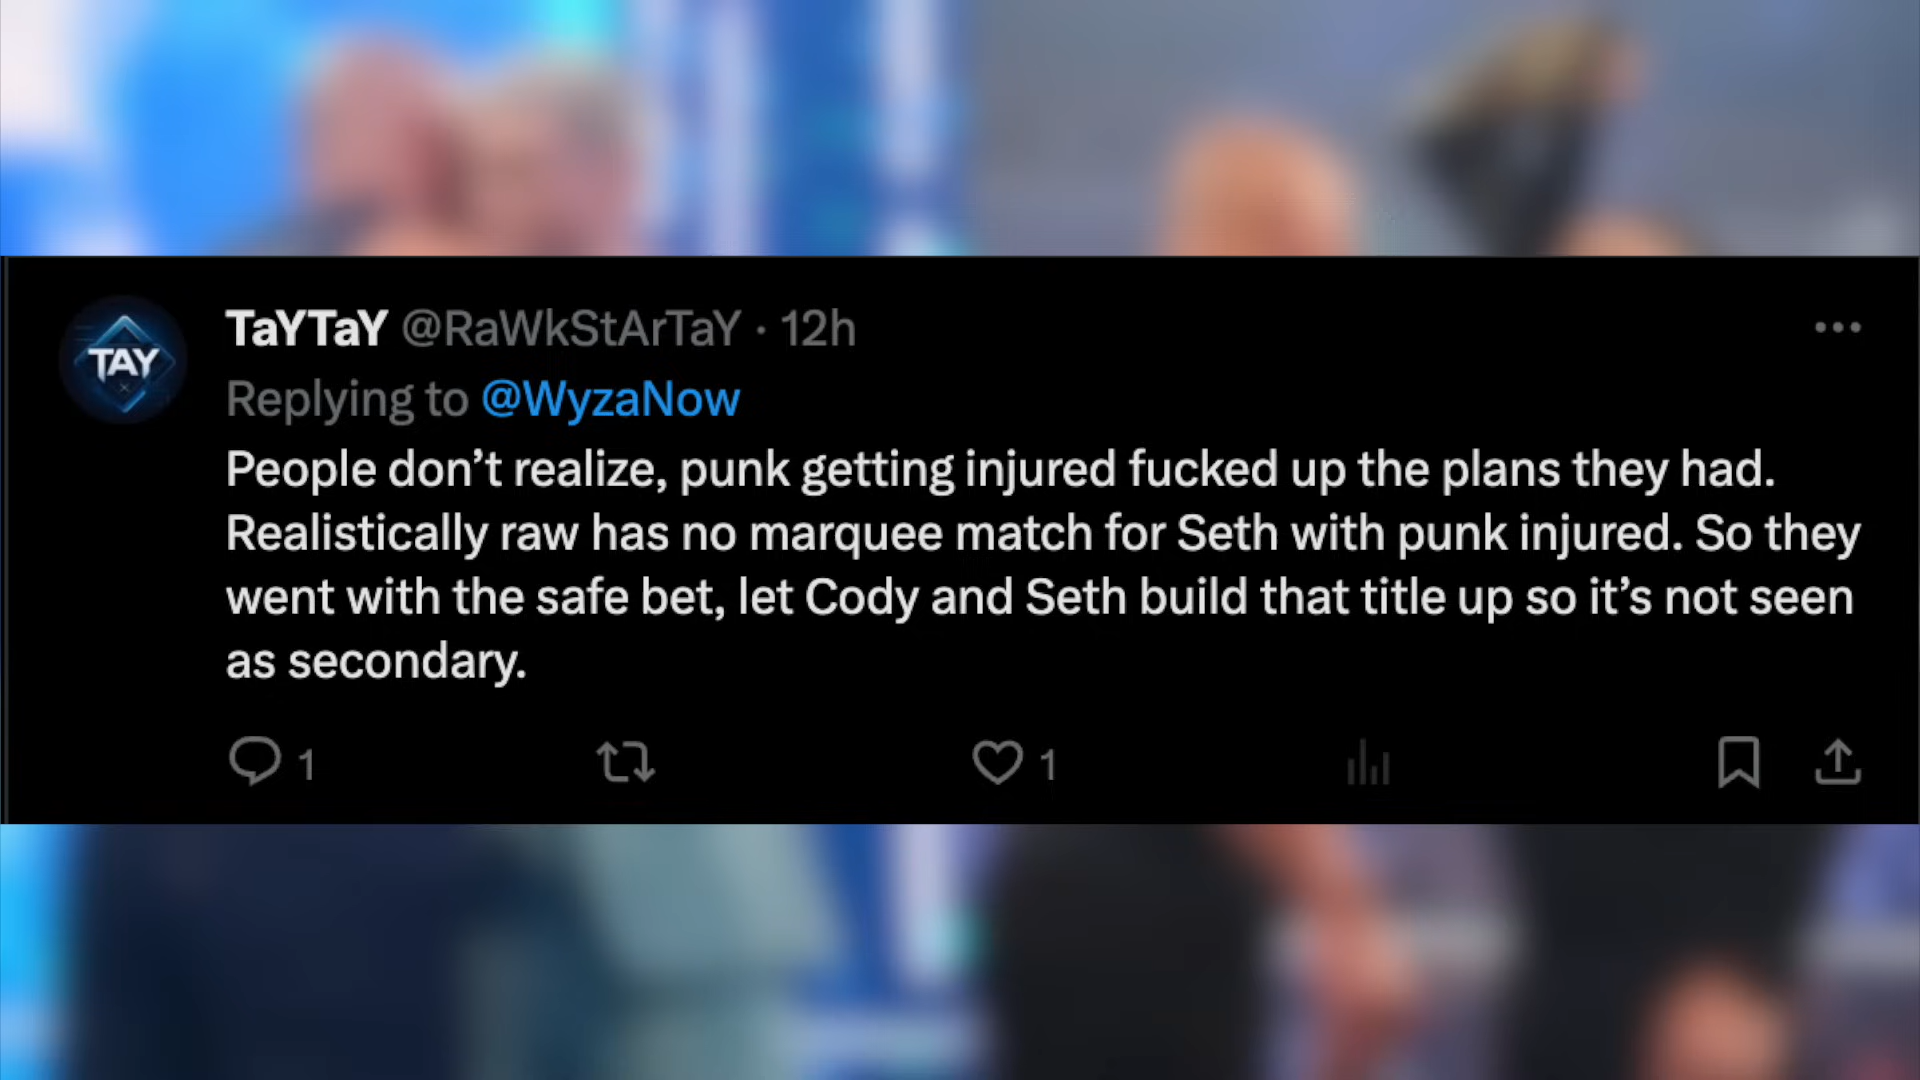 TAY
TaYTaY @RaWkStArTaY · 12h
Replying to @WyzaNow
People don’t realize, punk getting injured fucked up the plans they had.
Realistically raw has no marquee match for Seth with punk injured. So they
went with the safe bet, let Cody and Seth build that title up so it’s not seen
as secondary.
1
1